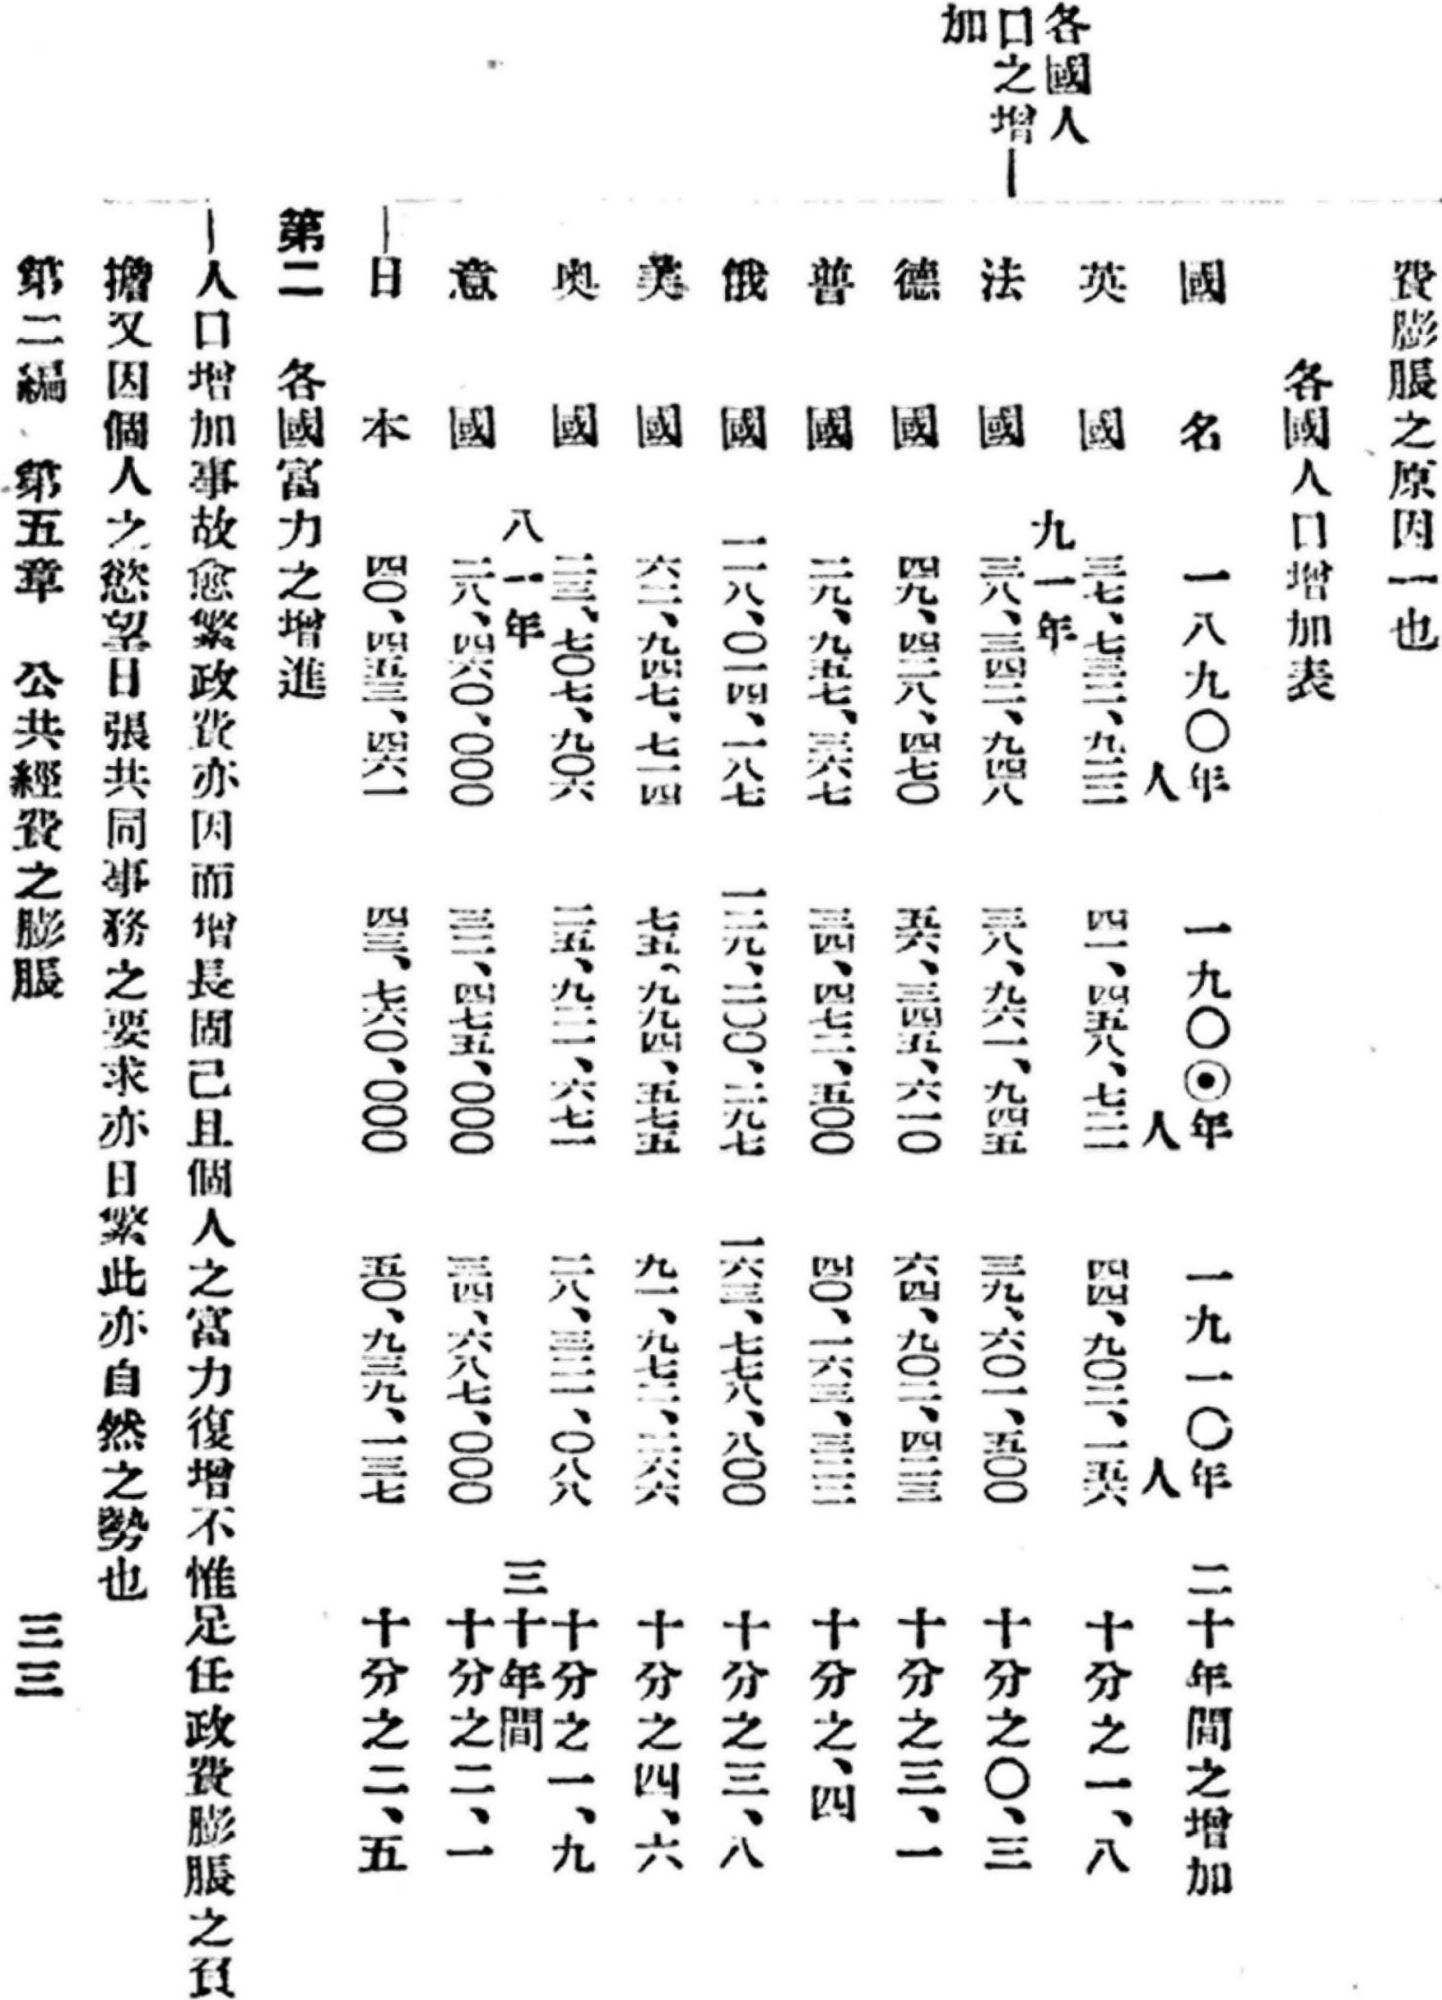 各國人
口之增
加
費膨脹之原因一也
各國人口增加表
國名 一八九〇年 一九〇〇年 一九一〇年 二十年間之增加
人 人 人
英國 三七、七三二、九二二 四一、四五八、七二一 四四、九〇二、一五六 十分之一、八
九一年
法國 三八、三四二、九四八 三八、九六一、九四五 三九、六〇一、五〇〇 十分之〇、三
德國 四九、四二八、四七〇 五六、三四五、六一〇 六四、九〇二、四二三 十分之三、一
普國 二九、九五七、三六七 三四、四七二、五〇〇 四〇、一六三、三三三 十分之、四
俄國 一一八、〇一四、一八七 一二九、二〇〇、二九七 一六三、七七八、八〇〇 十分之三、八
美國 六二、九四七、七一四 七五、九九四、五七五 九一、九七二、二六六 十分之四、六
奥國 二三、七〇七、九〇六 二五、九二一、六七一 二八、三二一、〇八八 十分之一、九
八一年 三十年間
意國 二八、四六〇、〇〇〇 三二、四七五、〇〇〇 三四、六八七、〇〇〇 十分之二、一
日本 四〇、四五三、四六一 四三、七六〇、〇〇〇 五〇、九三九、一三七 十分之二、五
第二 各國富力之增進
人口增加事故愈繁政費亦因而增長固己且個人之富力復增不惟足任政費膨脹之負
擔又因個人之慾望日張共同事務之要求亦日繁此亦自然之勢也
第二編 第五章 公共經費之膨脹 三三